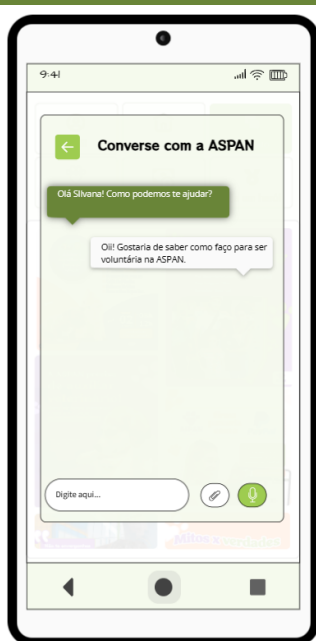 9:41
Converse com a ASPAN
Olá Silvana! Como podemos te ajudar?
Oii! Gostaria de saber como faço para ser
voluntária na ASPAN.
Digite aqui...
Mitos e verdades